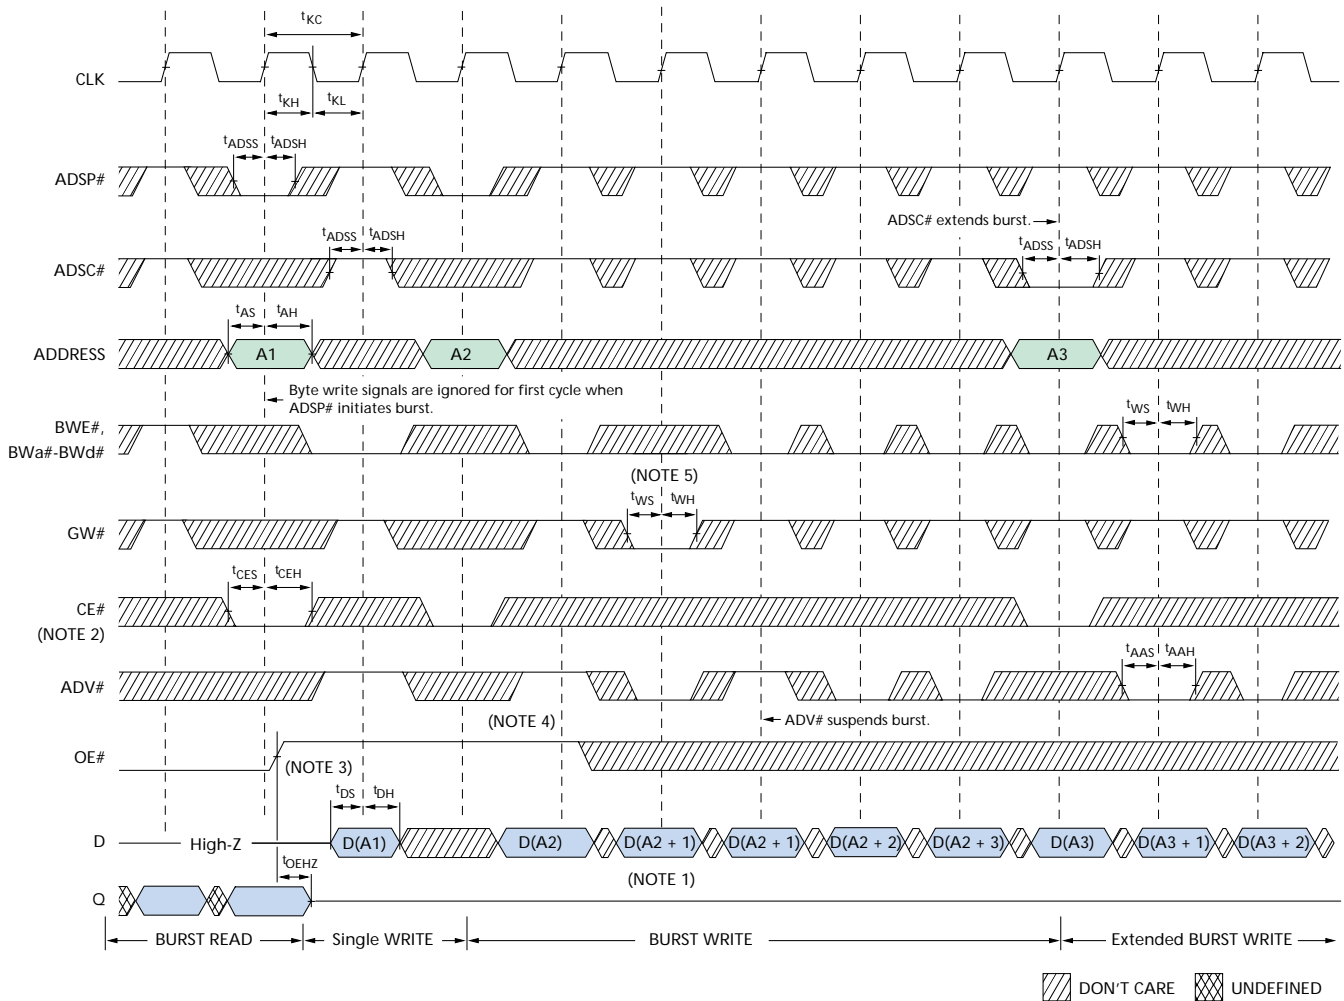 tKC
CLK
tKH tKL
tADSS tADSH
ADSP#
ADSC# extends burst.
tADSS tADSH
tADSS tADSH
ADSC#
tAS tAH
ADDRESS A1 A2 A3
Byte write signals are ignored for first cycle when
ADSP# initiates burst.
tWS tWH
BWE#,
BWa#-BWd#
(NOTE 5)
tWS tWH
GW#
tCES tCEH
CE#
(NOTE 2)
tAAS tAAH
ADV#
(NOTE 4) ADV# suspends burst.
OE#
(NOTE 3)
tDS tDH
D High-Z D(A1) D(A2) D(A2 + 1) D(A2 + 1) D(A2 + 2) D(A2 + 3) D(A3) D(A3 + 1) D(A3 + 2)
tOEHZ
(NOTE 1)
Q
BURST READ Single WRITE BURST WRITE Extended BURST WRITE
DON'T CARE UNDEFINED